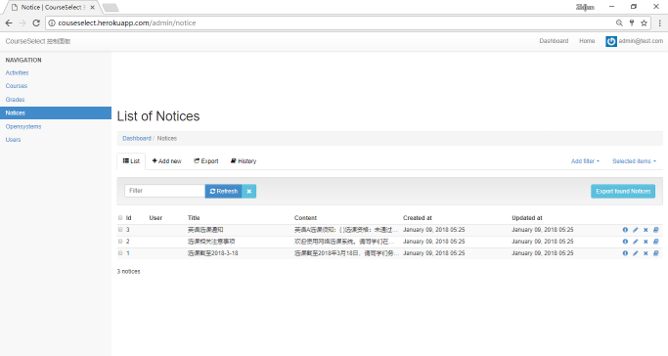 Notice | CourseSelect
couseselect.herokuapp.com/admin/notice
CourseSelect 控制面板
Dashboard Home admin@test.com
NAVIGATION
Activities
Courses
Grades
Notices
Opensystems
Users
List of Notices
Dashboard / Notices
List Add new Export History
Add filter Selected items
Filter Refresh Export found Notices
Id User Title Content Created at Updated at
3 英语选课通知 英语A选课须知: 选课资格: 未通过... January 09, 2018 05:25 January 09, 2018 05:25
2 选课相关注意事项 欢迎使用网络选课系统。请同学们在... January 09, 2018 05:25 January 09, 2018 05:25
1 选课截至2018-3-18 选课截至2018年3月18日, 请同学们务... January 09, 2018 05:25 January 09, 2018 05:25
3 notices